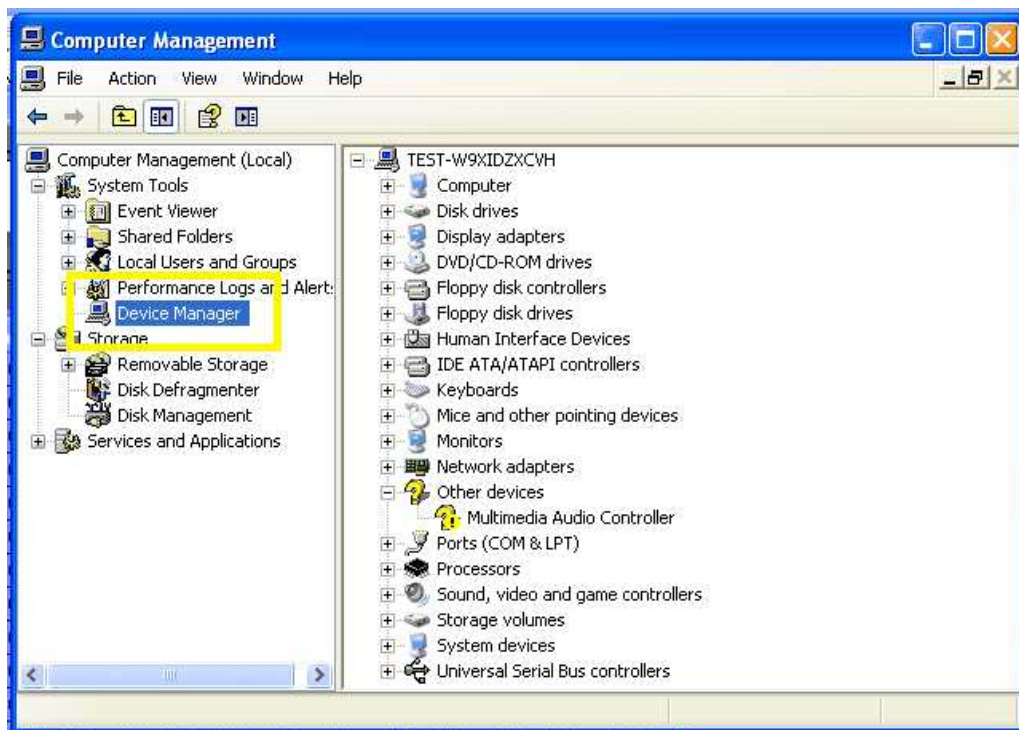 Computer Management
File Action View Window Help
Computer Management (Local)
System Tools
Event Viewer
Shared Folders
Local Users and Groups
Performance Logs and Alert:
Device Manager
Storage
Removable Storage
Disk Defragmenter
Disk Management
Services and Applications
TEST-W9XIDZXCVH
Computer
Disk drives
Display adapters
DVD/CD-ROM drives
Floppy disk controllers
Floppy disk drives
Human Interface Devices
IDE ATA/ATAPI controllers
Keyboards
Mice and other pointing devices
Monitors
Network adapters
Other devices
Multimedia Audio Controller
Ports (COM & LPT)
Processors
Sound, video and game controllers
Storage volumes
System devices
Universal Serial Bus controllers